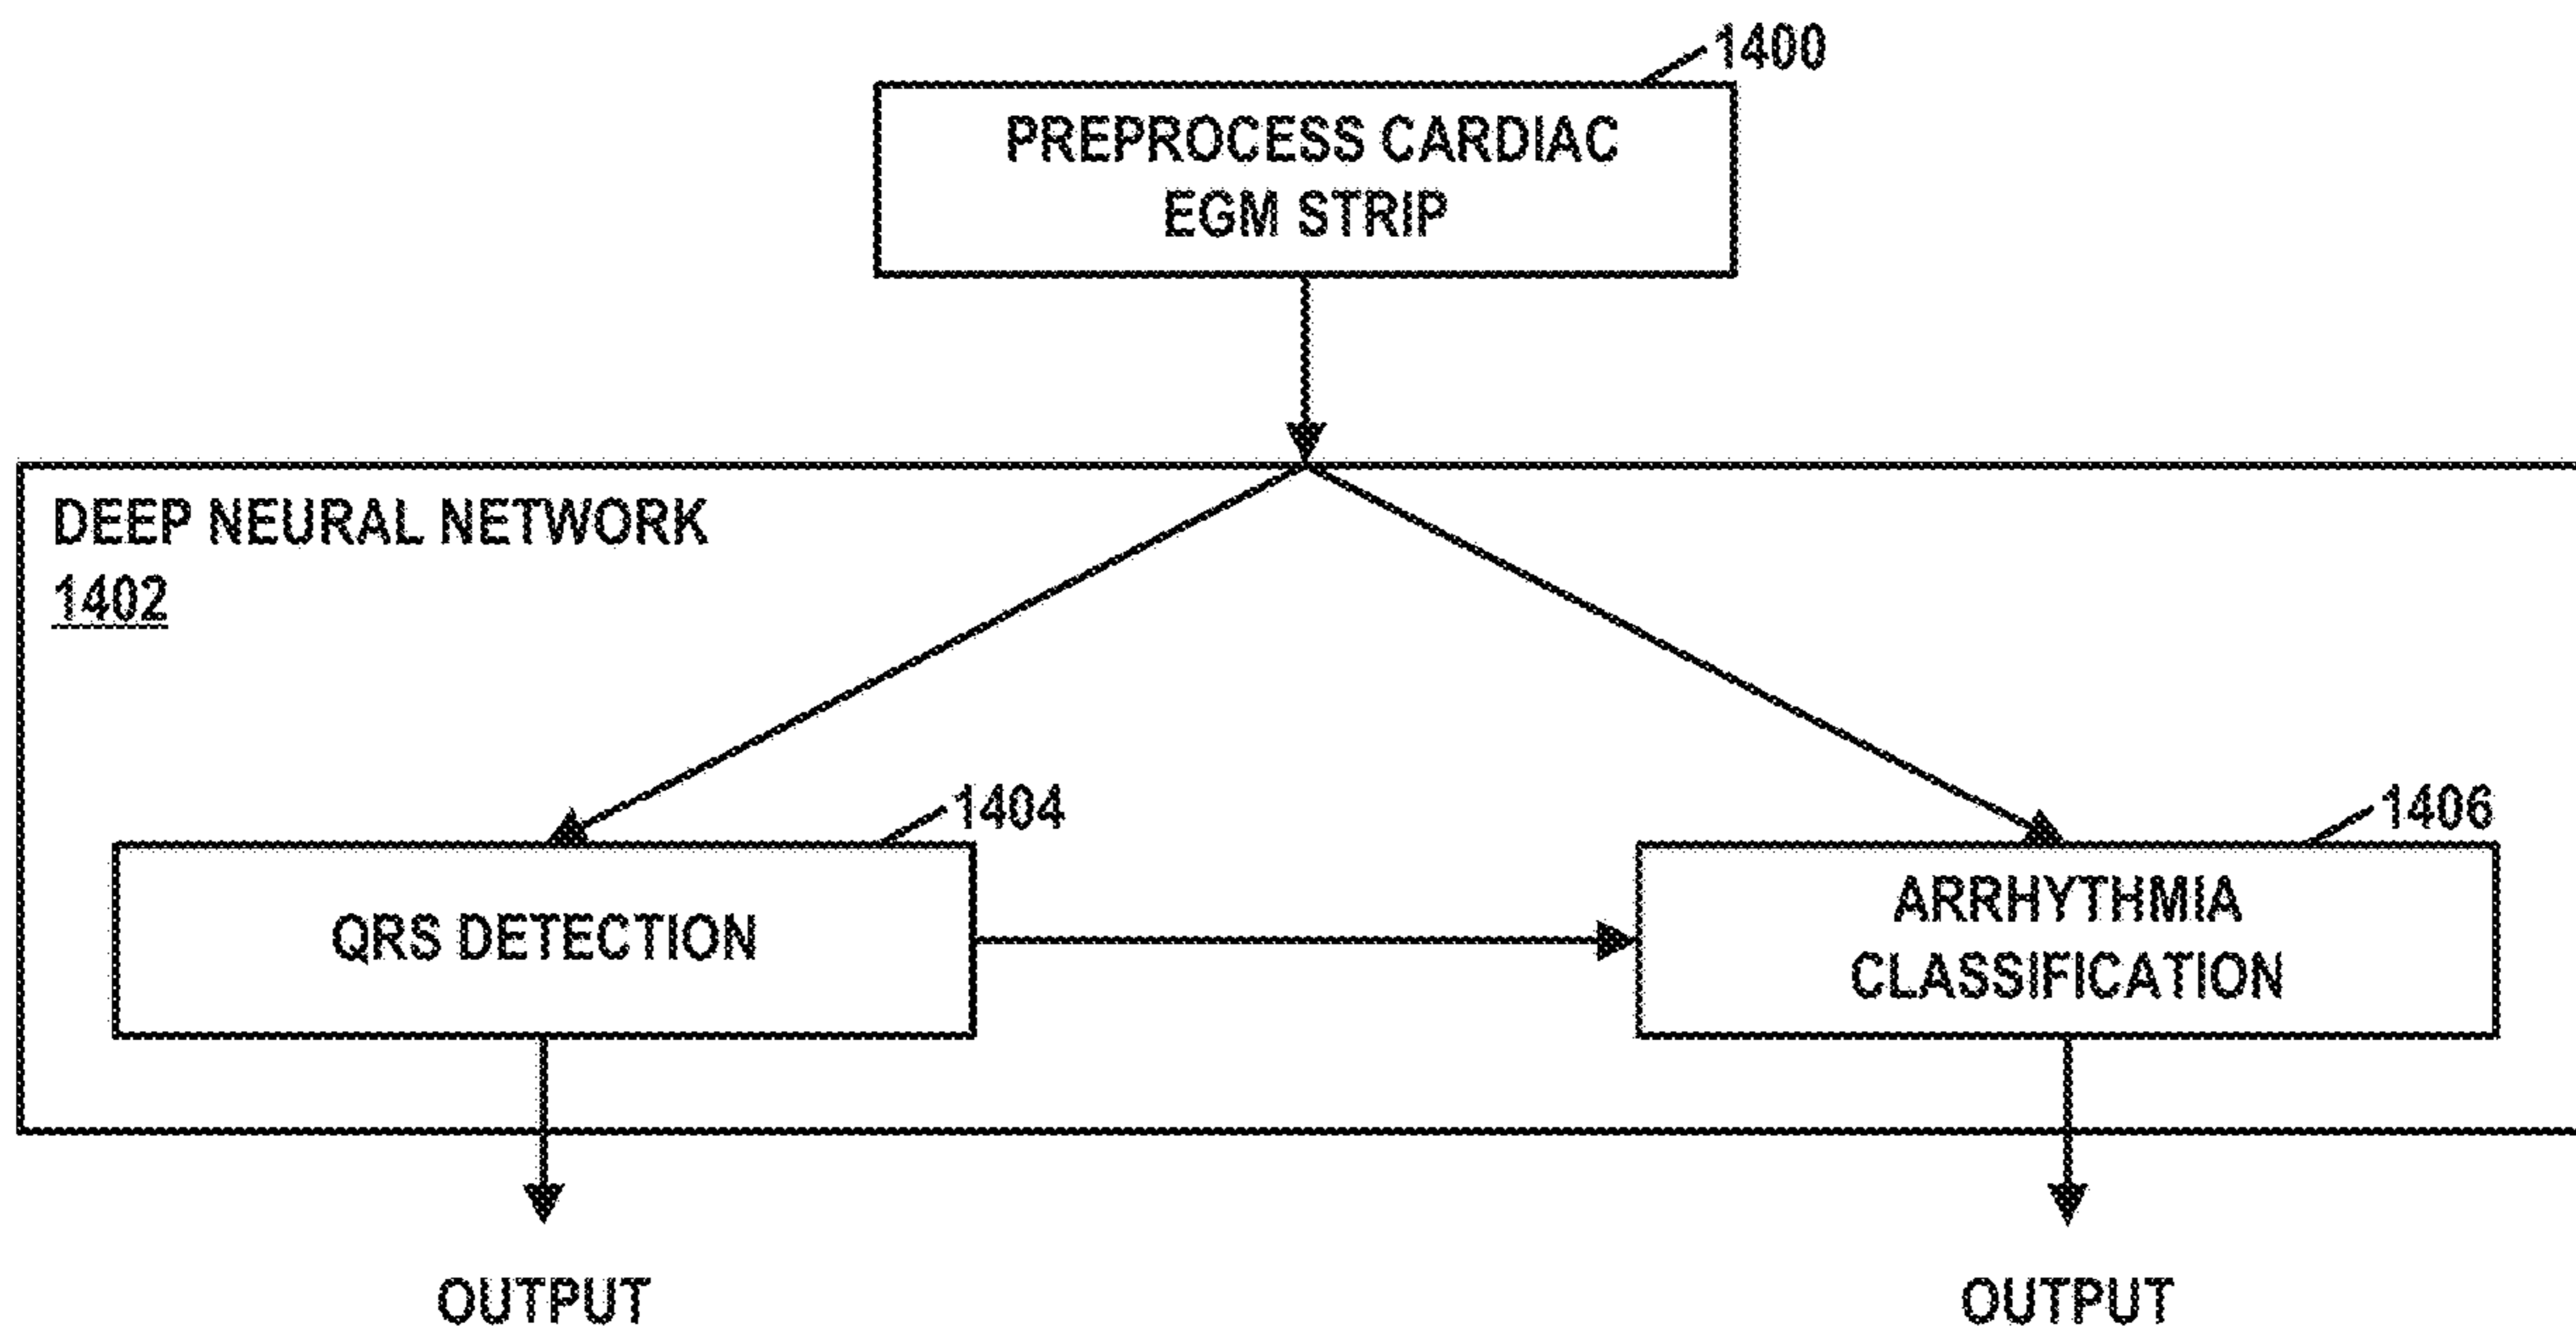 1400
PREPROCESS CARDIAC
EGM STRIP
DEEP NEURAL NETWORK
1402
1404
1406
QRS DETECTION
ARRHYTHMIA
CLASSIFICATION
OUTPUT
OUTPUT